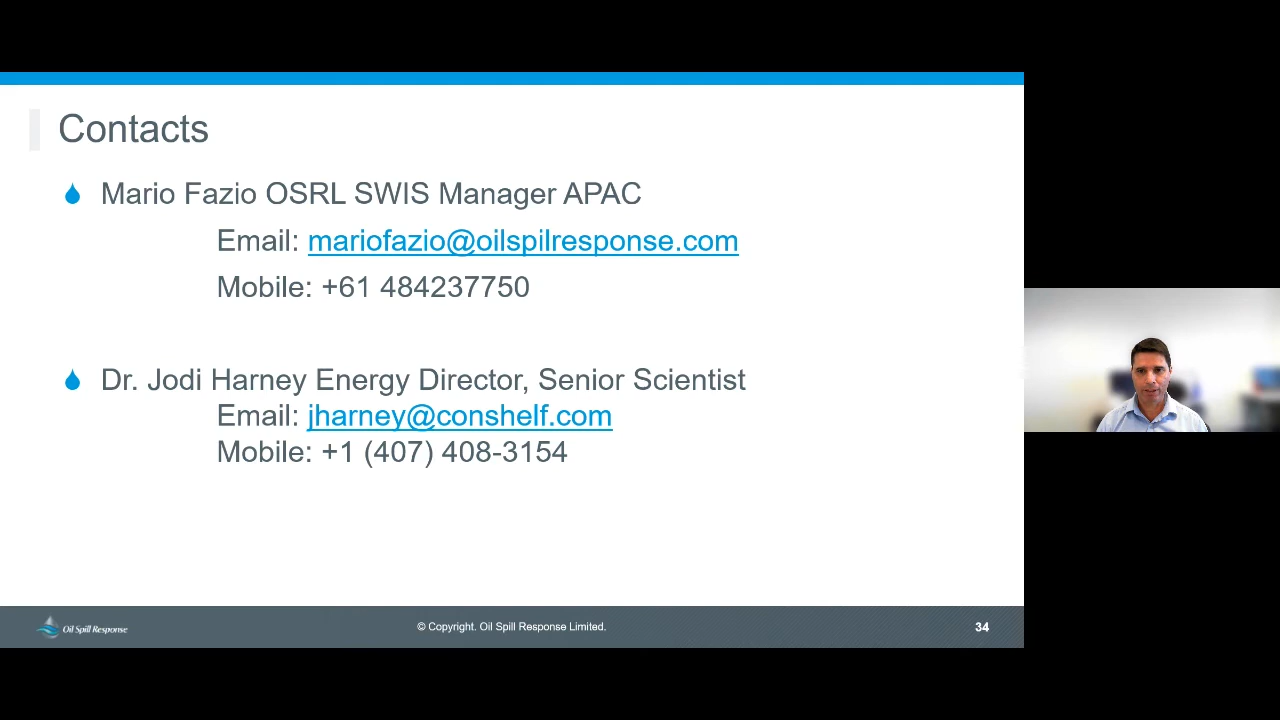 Contacts
Mario Fazio OSRL SWIS Manager APAC
Email: mariofazio@oilspilresponse.com
Mobile: +61 484237750
Dr. Jodi Harney Energy Director, Senior Scientist
Email: jharney@conshelf.com
Mobile: +1 (407) 408-3154
Oil Spill Response
© Copyright. Oil Spill Response Limited.
34